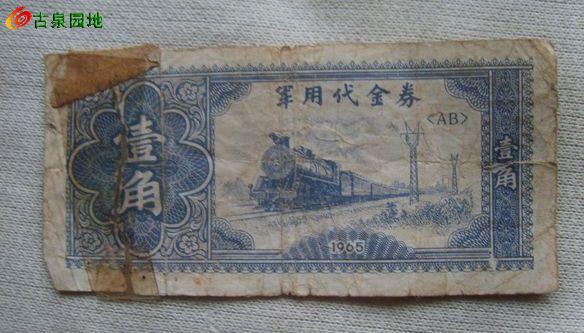 古泉园地
军用代金券
<AB>
壹角
壹角
1965